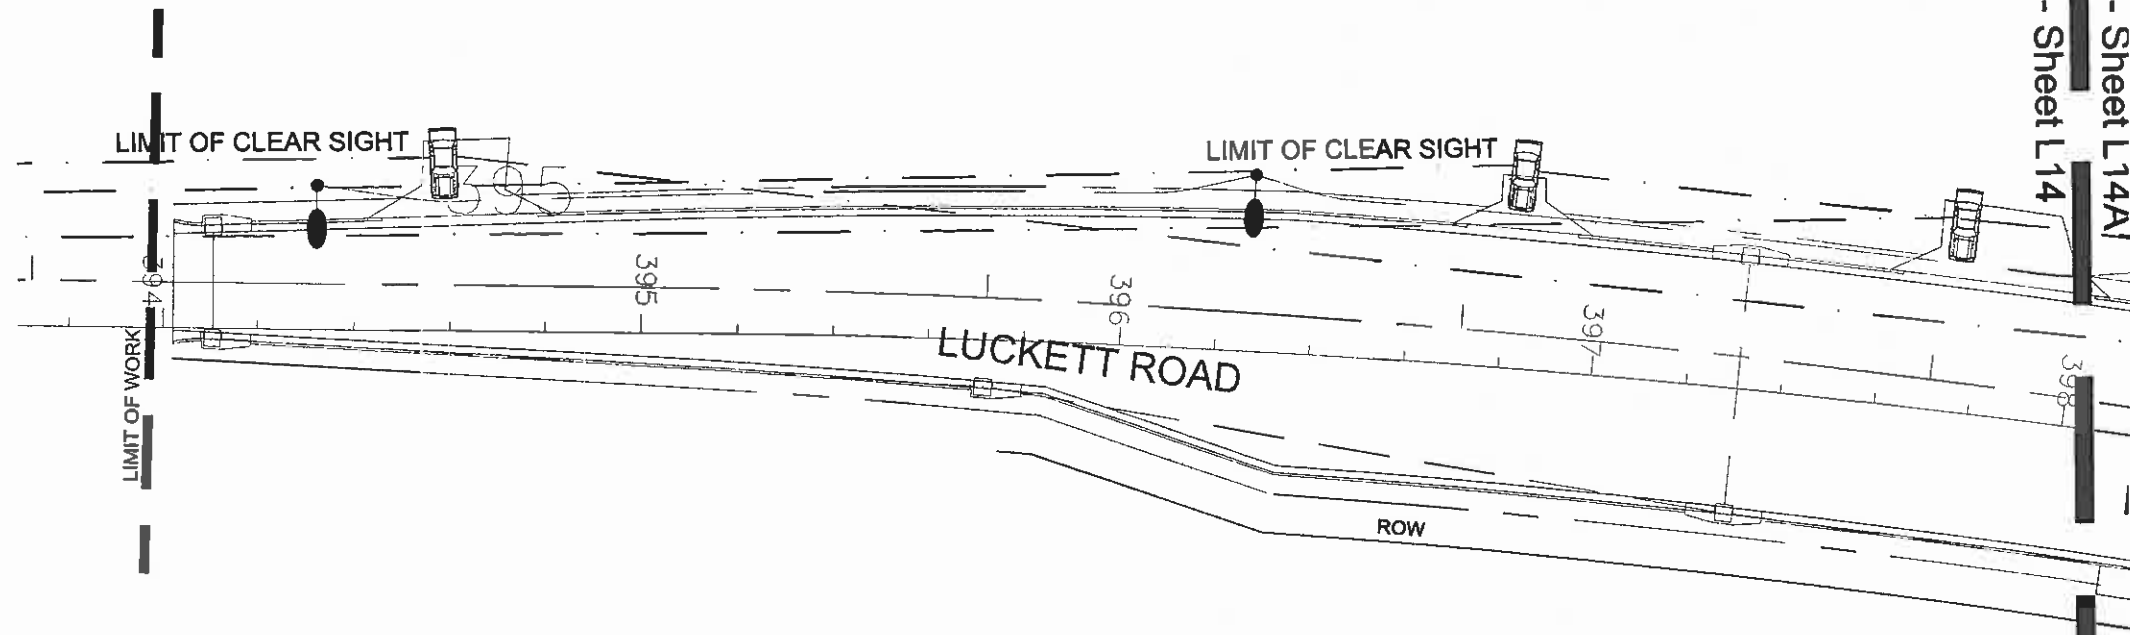 LIMIT OF CLEAR SIGHT
LIMIT OF CLEAR SIGHT
- Sheet L14
- Sheet L14A
394
395
396
397
398
LUCKETT ROAD
LIMIT OF WORK
ROW